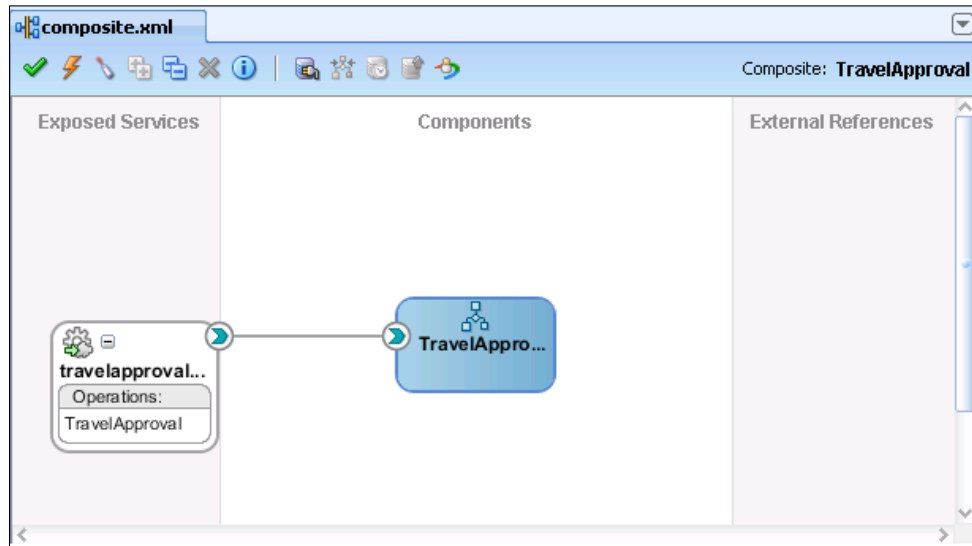 composite.xml
Composite: TravelApproval
Exposed Services
Components
External References
travelapproval...
Operations:
TravelApproval
TravelAppro...